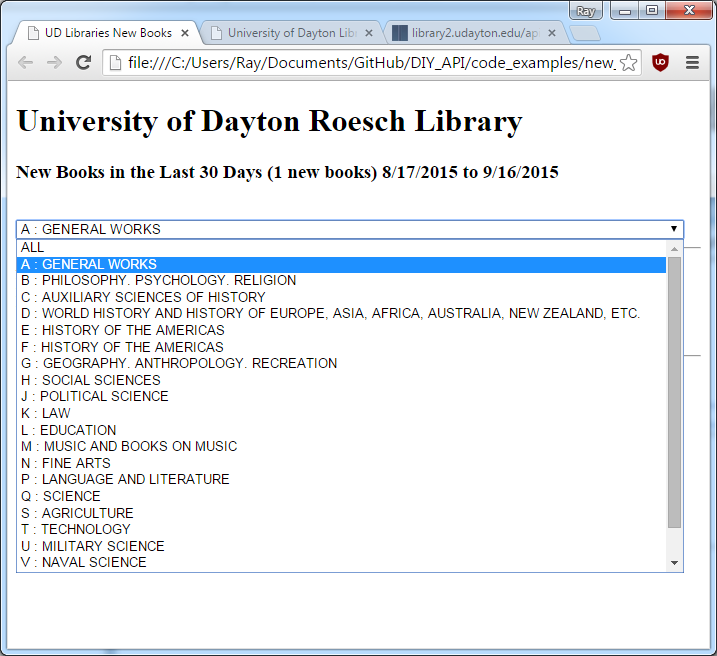 Ray
UD Libraries New Books
University of Dayton Lib
library2.udayton.edu/ap
file:///C:/Users/Ray/Documents/GitHub/DIY_API/code_examples/new_
University of Dayton Roesch Library
New Books in the Last 30 Days (1 new books) 8/17/2015 to 9/16/2015
A : GENERAL WORKS
ALL
A : GENERAL WORKS
B : PHILOSOPHY. PSYCHOLOGY. RELIGION
C : AUXILIARY SCIENCES OF HISTORY
D : WORLD HISTORY AND HISTORY OF EUROPE, ASIA, AFRICA, AUSTRALIA, NEW ZEALAND, ETC.
E : HISTORY OF THE AMERICAS
F : HISTORY OF THE AMERICAS
G : GEOGRAPHY. ANTHROPOLOGY. RECREATION
H : SOCIAL SCIENCES
J : POLITICAL SCIENCE
K : LAW
L : EDUCATION
M : MUSIC AND BOOKS ON MUSIC
N : FINE ARTS
P : LANGUAGE AND LITERATURE
Q : SCIENCE
S : AGRICULTURE
T : TECHNOLOGY
U : MILITARY SCIENCE
V : NAVAL SCIENCE